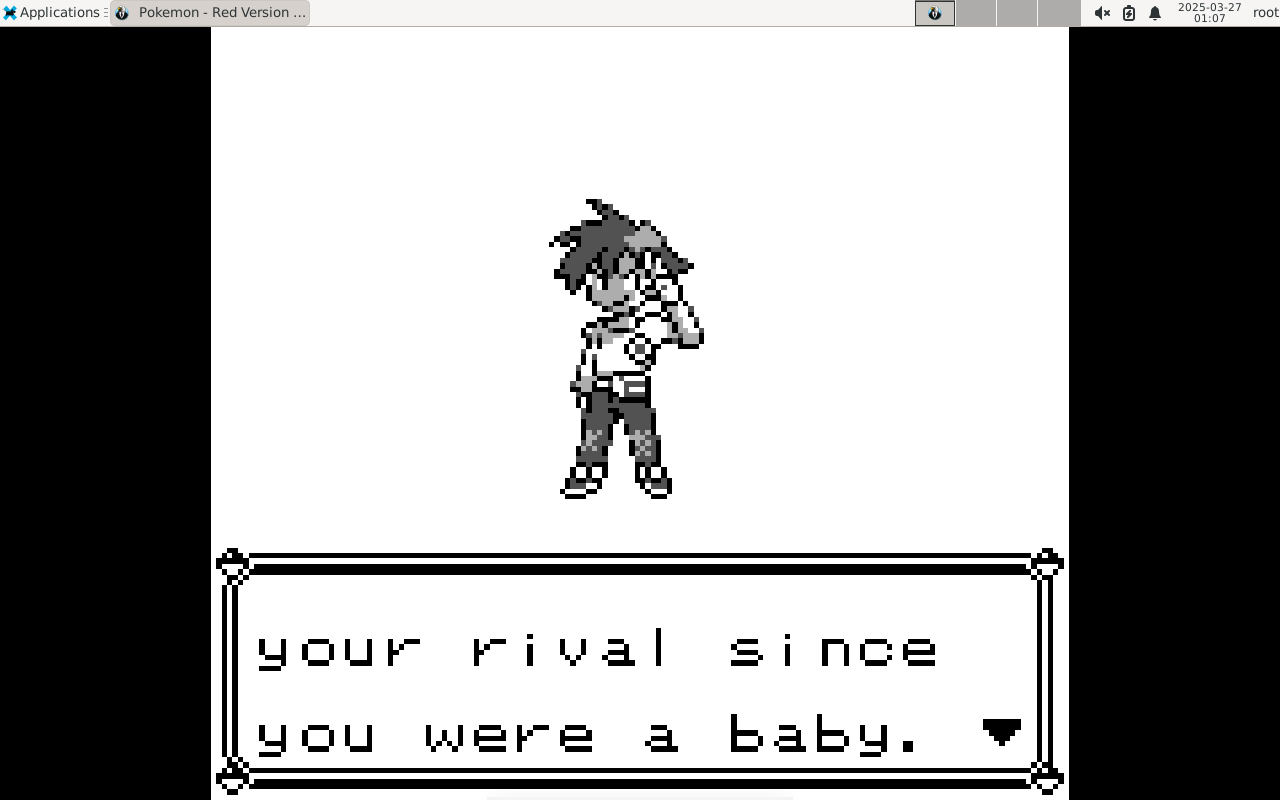 Applications
Pokemon - Red Version ...
2025-03-27
01:07
root
your rival since
you were a baby.